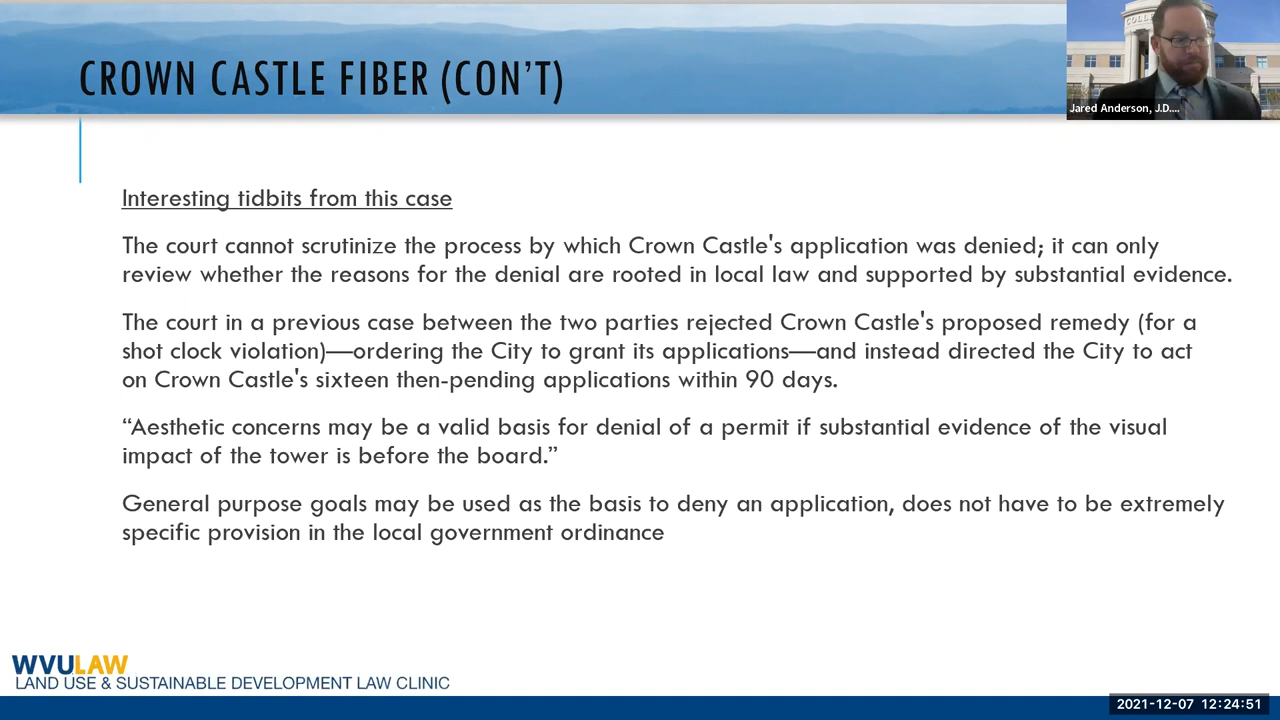 CROWN CASTLE FIBER (CON'T)
COLLE
Jared Anderson, J.D....
Interesting tidbits from this case
The court cannot scrutinize the process by which Crown Castle's application was denied; it can only
review whether the reasons for the denial are rooted in local law and supported by substantial evidence.
The court in a previous case between the two parties rejected Crown Castle's proposed remedy (for a
shot clock violation)—ordering the City to grant its applications—and instead directed the City to act
on Crown Castle's sixteen then-pending applications within 90 days.
“Aesthetic concerns may be a valid basis for denial of a permit if substantial evidence of the visual
impact of the tower is before the board.”
General purpose goals may be used as the basis to deny an application, does not have to be extremely
specific provision in the local government ordinance
WVULAW
LAND USE & SUSTAINABLE DEVELOPMENT LAW CLINIC
2021-12-07 12:24:51